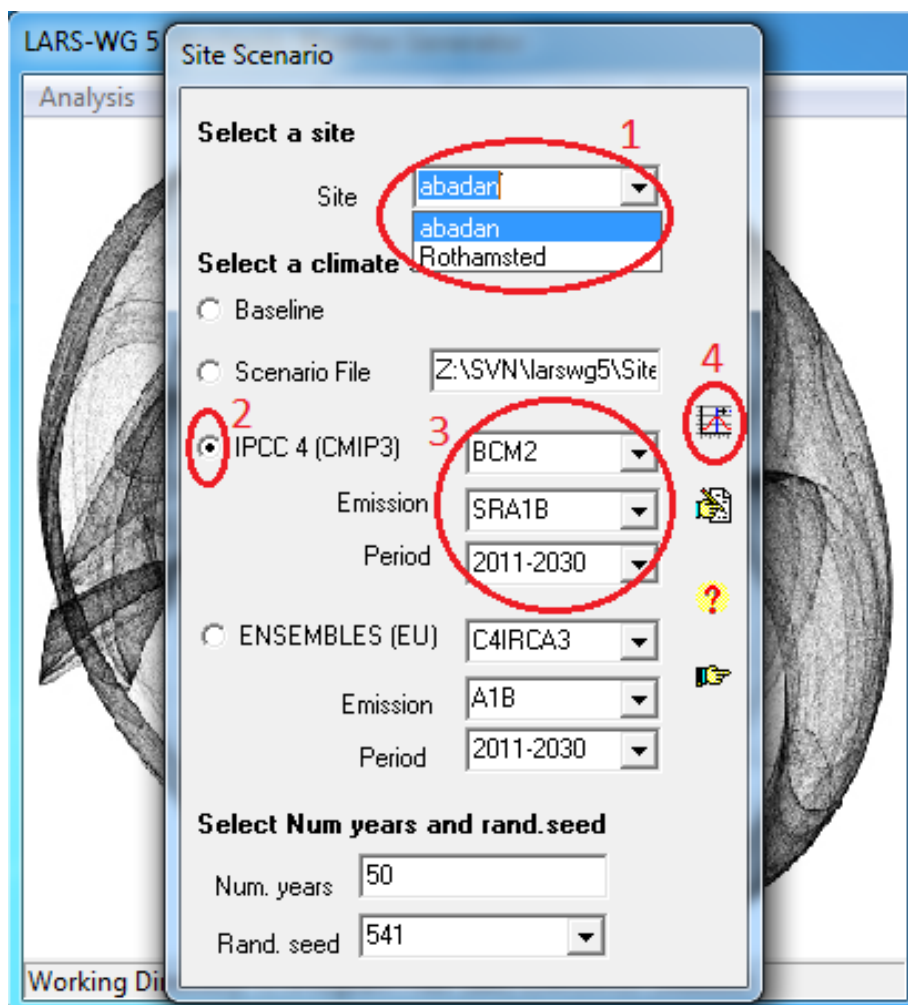 LARS-WG 5
Site Scenario
Analysis
Select a site
1
Site
abadan
abadan
Rothamsted
Select a climate
Baseline
Scenario File
Z:\SVN\larswg5\Site
4
2
IPCC 4 (CMIP3)
3
BCM2
Emission
SRA1B
Period
2011-2030
?
ENSEMBLES (EU)
C4IRCA3
Emission
A1B
Period
2011-2030
Select Num years and rand.seed
Num. years
50
Rand. seed
541
Working Di